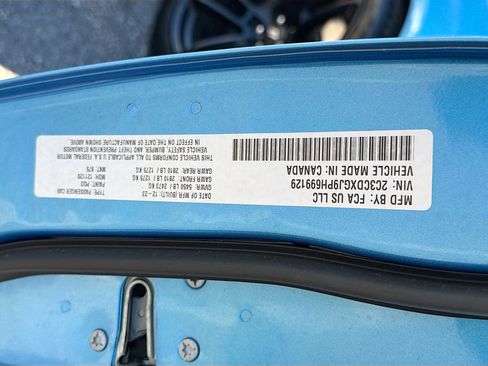 MFD BY: FCA US LLC
VIN:
VEHICLE MADE IN: CANADA
DATE OF MFR (BUILT): 12 - 23
GVWR: 5450 LB / 2473 KG
GAWR FRONT: 2810 LB / 1275 KG
GAWR REAR: 2810 LB / 1275 KG
THIS VEHICLE CONFORMS TO ALL APPLICABLE U.S.A. FEDERAL MOTOR
VEHICLE SAFETY, BUMPER, AND THEFT PREVENTION STANDARDS
IN EFFECT ON THE DATE OF MANUFACTURE SHOWN ABOVE
TYPE: PASSENGER CAR
PAINT: PQD
MNT: 675